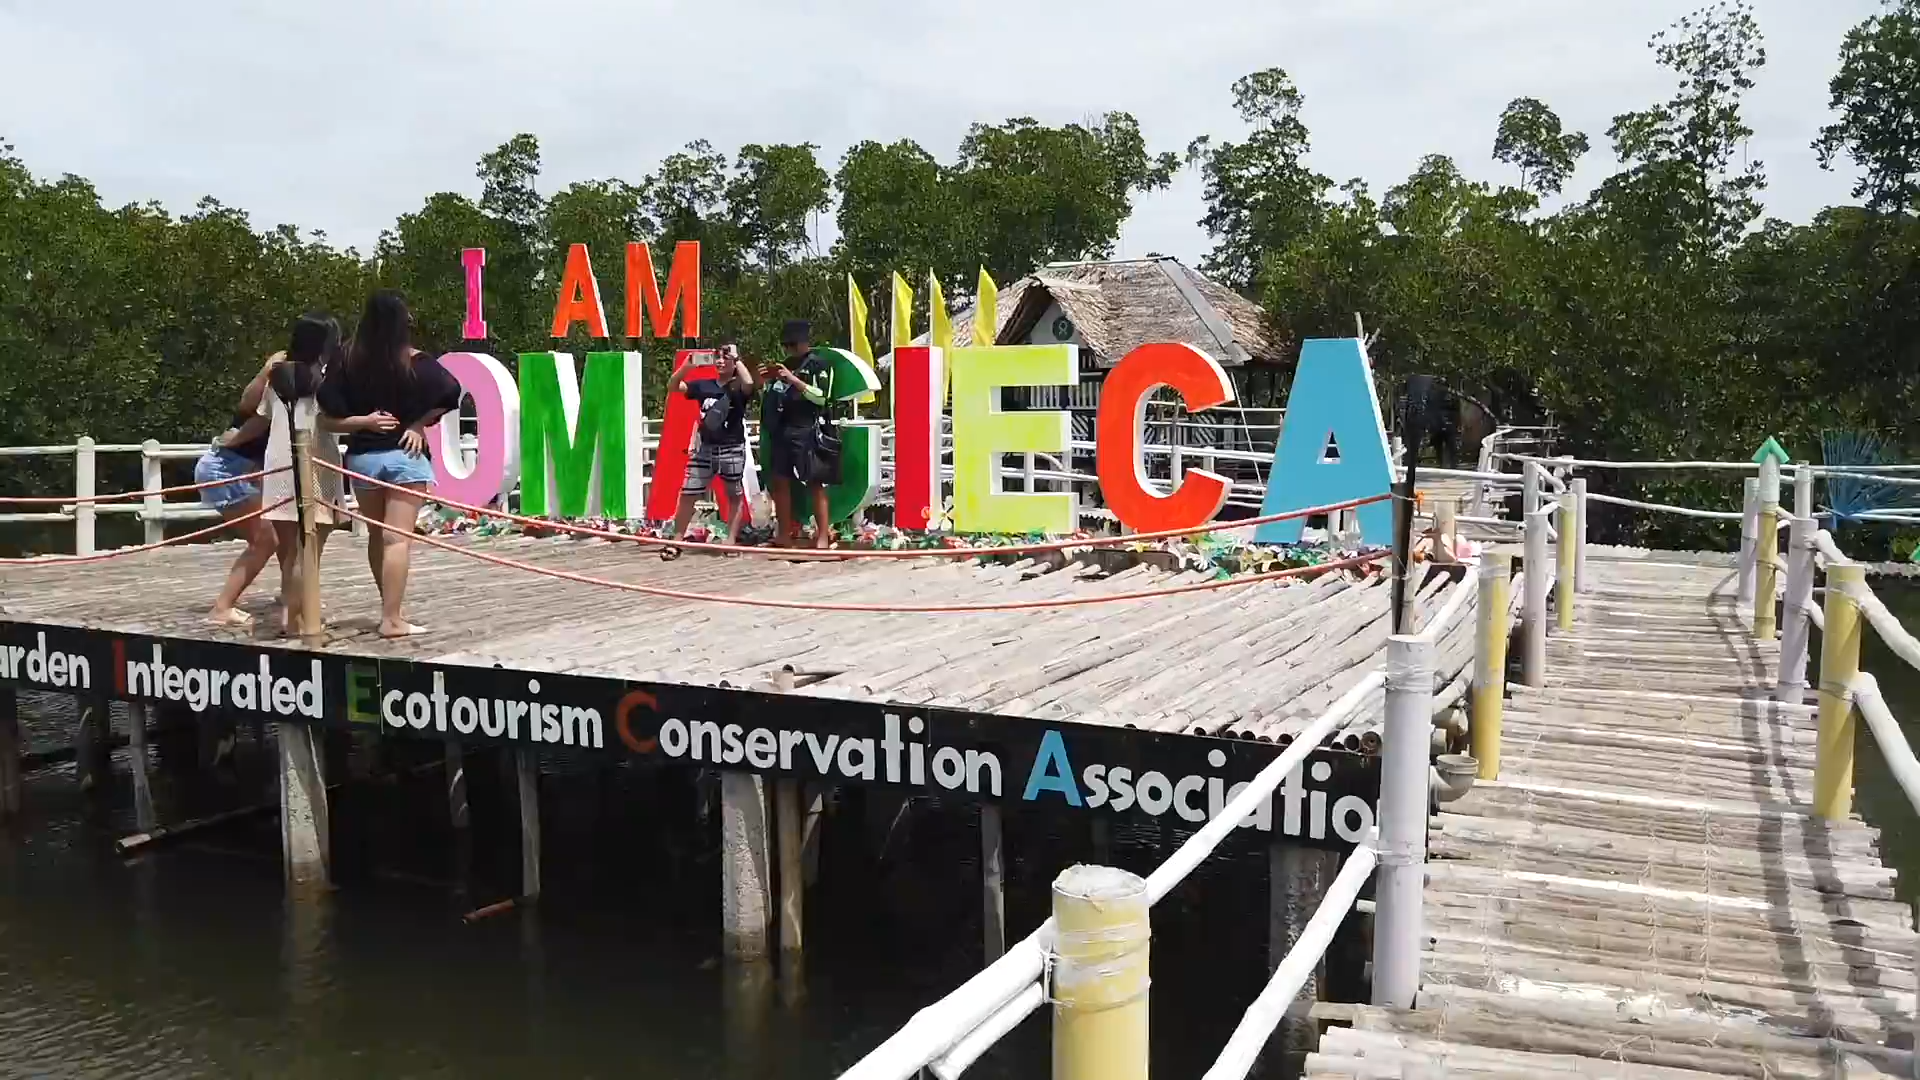 I AM
OMAGIECA
arden Integrated Ecotourism Conservation Associatio